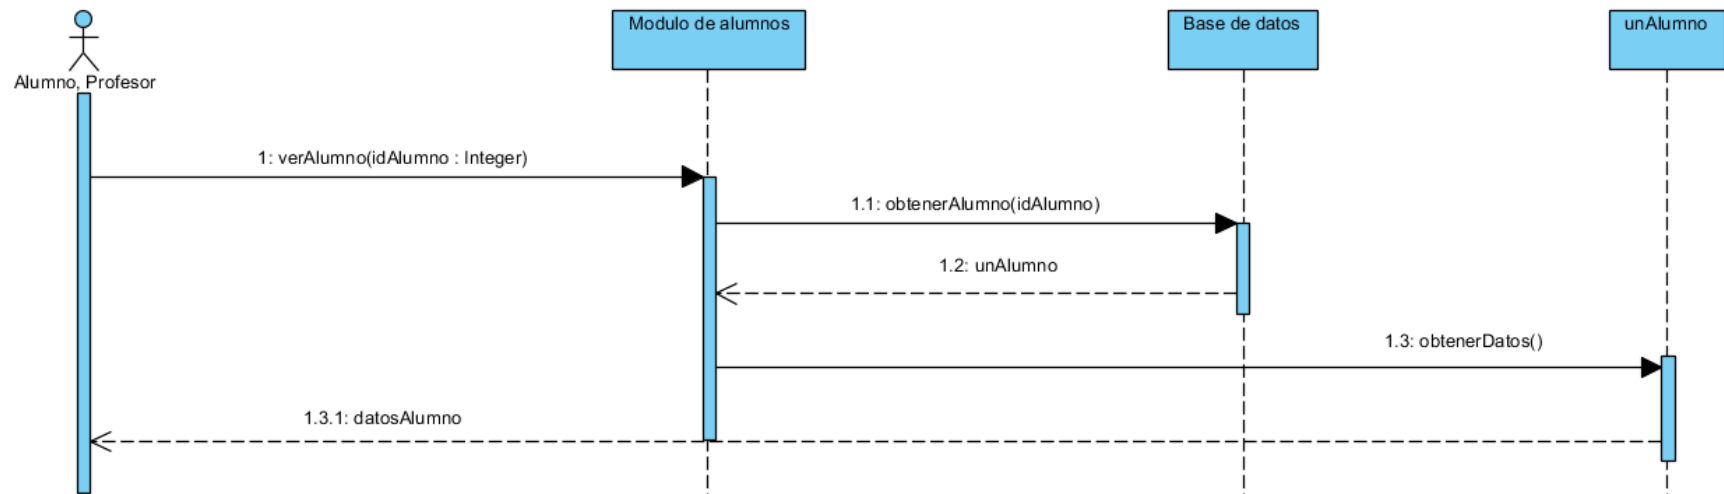 Modulo de alumnos
Base de datos
unAlumno
Alumno, Profesor
1: verAlumno(idAlumno : Integer)
1.1: obtenerAlumno(idAlumno)
1.2: unAlumno
1.3: obtenerDatos()
1.3.1: datosAlumno